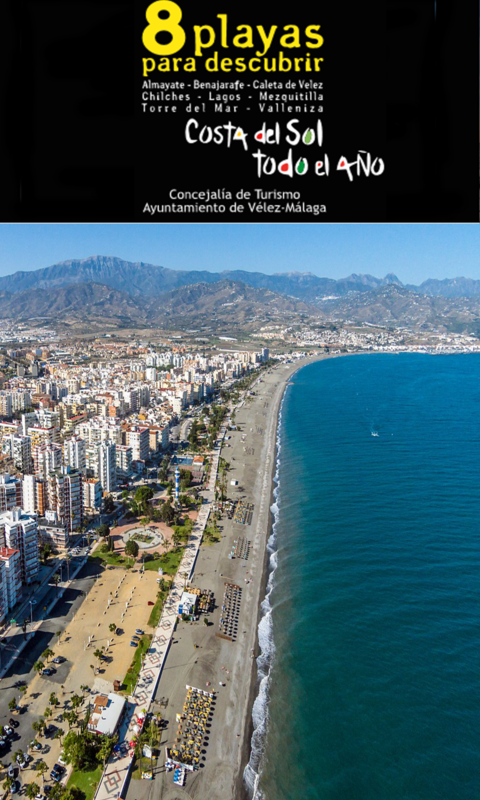 8 playas
para descubrir
Almayate - Benajarafe - Caleta de Velez
Chilches - Lagos - Mezquitilla
Torre del Mar - Valleniza
Costa del Sol
todo el AÑO
Concejalía de Turismo
Ayuntamiento de Vélez-Málaga